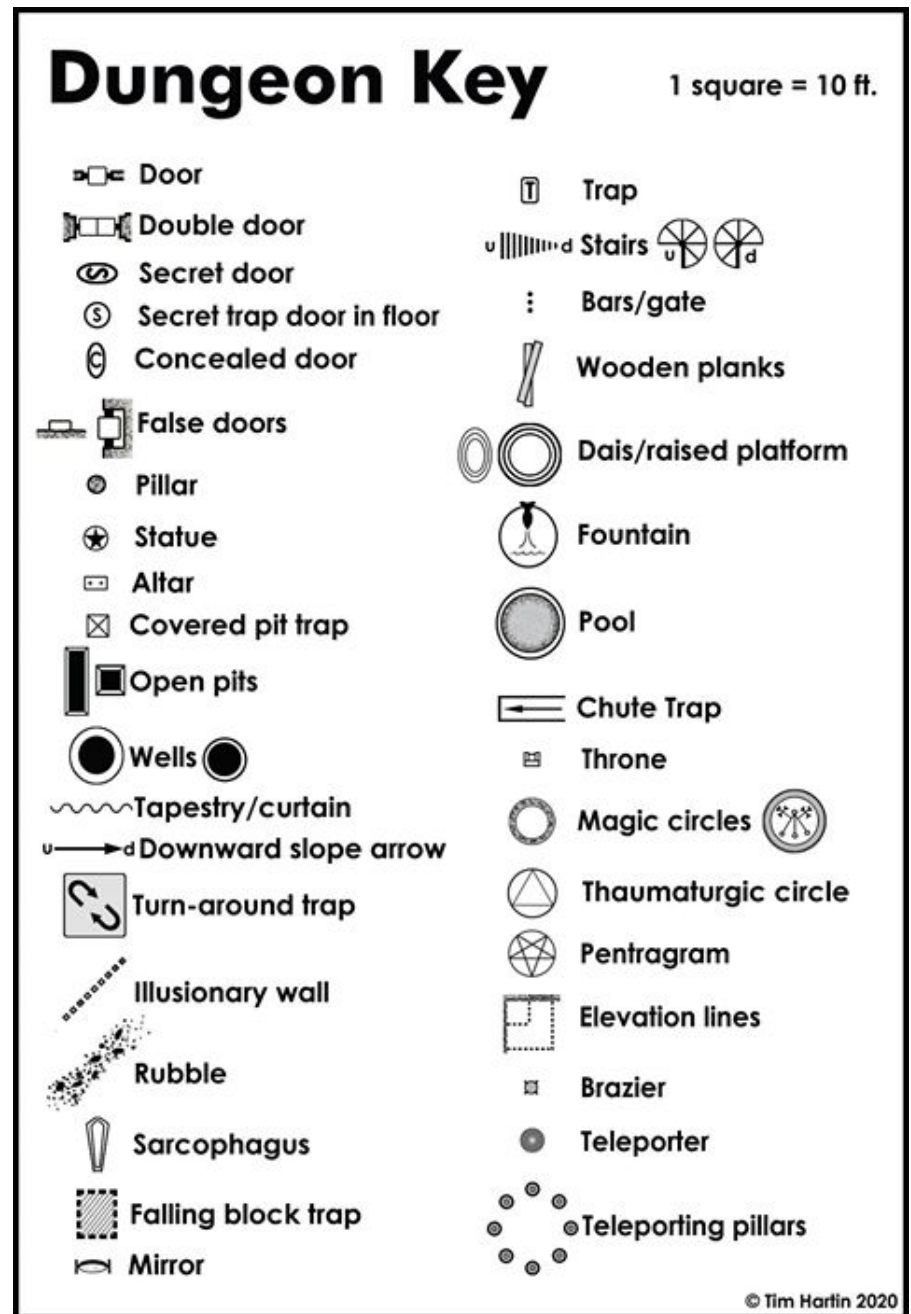 Dungeon Key
1 square = 10 ft.
Door
Double door
S Secret door
S Secret trap door in floor
C Concealed door
False doors
Pillar
Statue
Altar
Covered pit trap
Open pits
Wells
Tapestry/curtain
u d Downward slope arrow
Turn-around trap
Illusionary wall
Rubble
Sarcophagus
Falling block trap
Mirror
T Trap
u d Stairs u d
Bars/gate
Wooden planks
Dais/raised platform
Fountain
Pool
Chute Trap
Throne
Magic circles
Thaumaturgic circle
Pentragram
Elevation lines
Brazier
Teleporter
Teleporting pillars
© Tim Hartin 2020